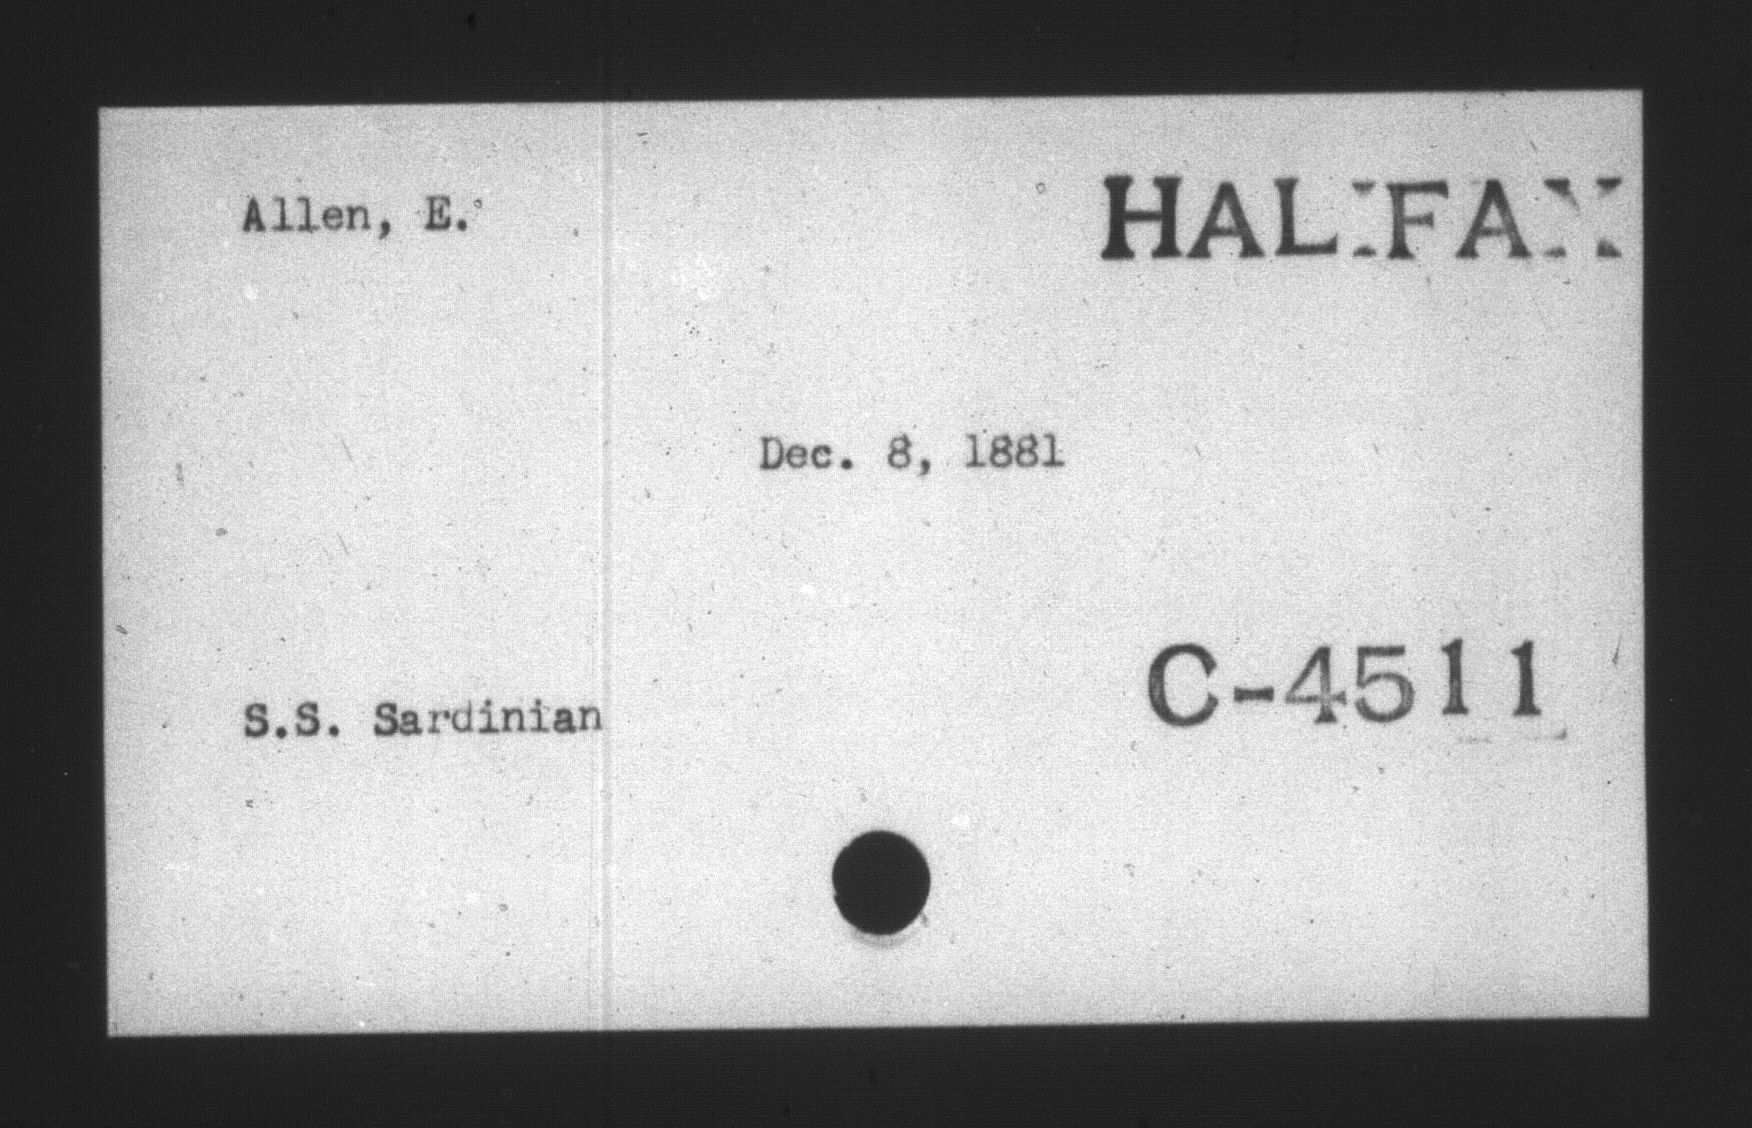 Allen, E.
HALIFAX
Dec. 8, 1881
C-4511
S.S. Sardinian